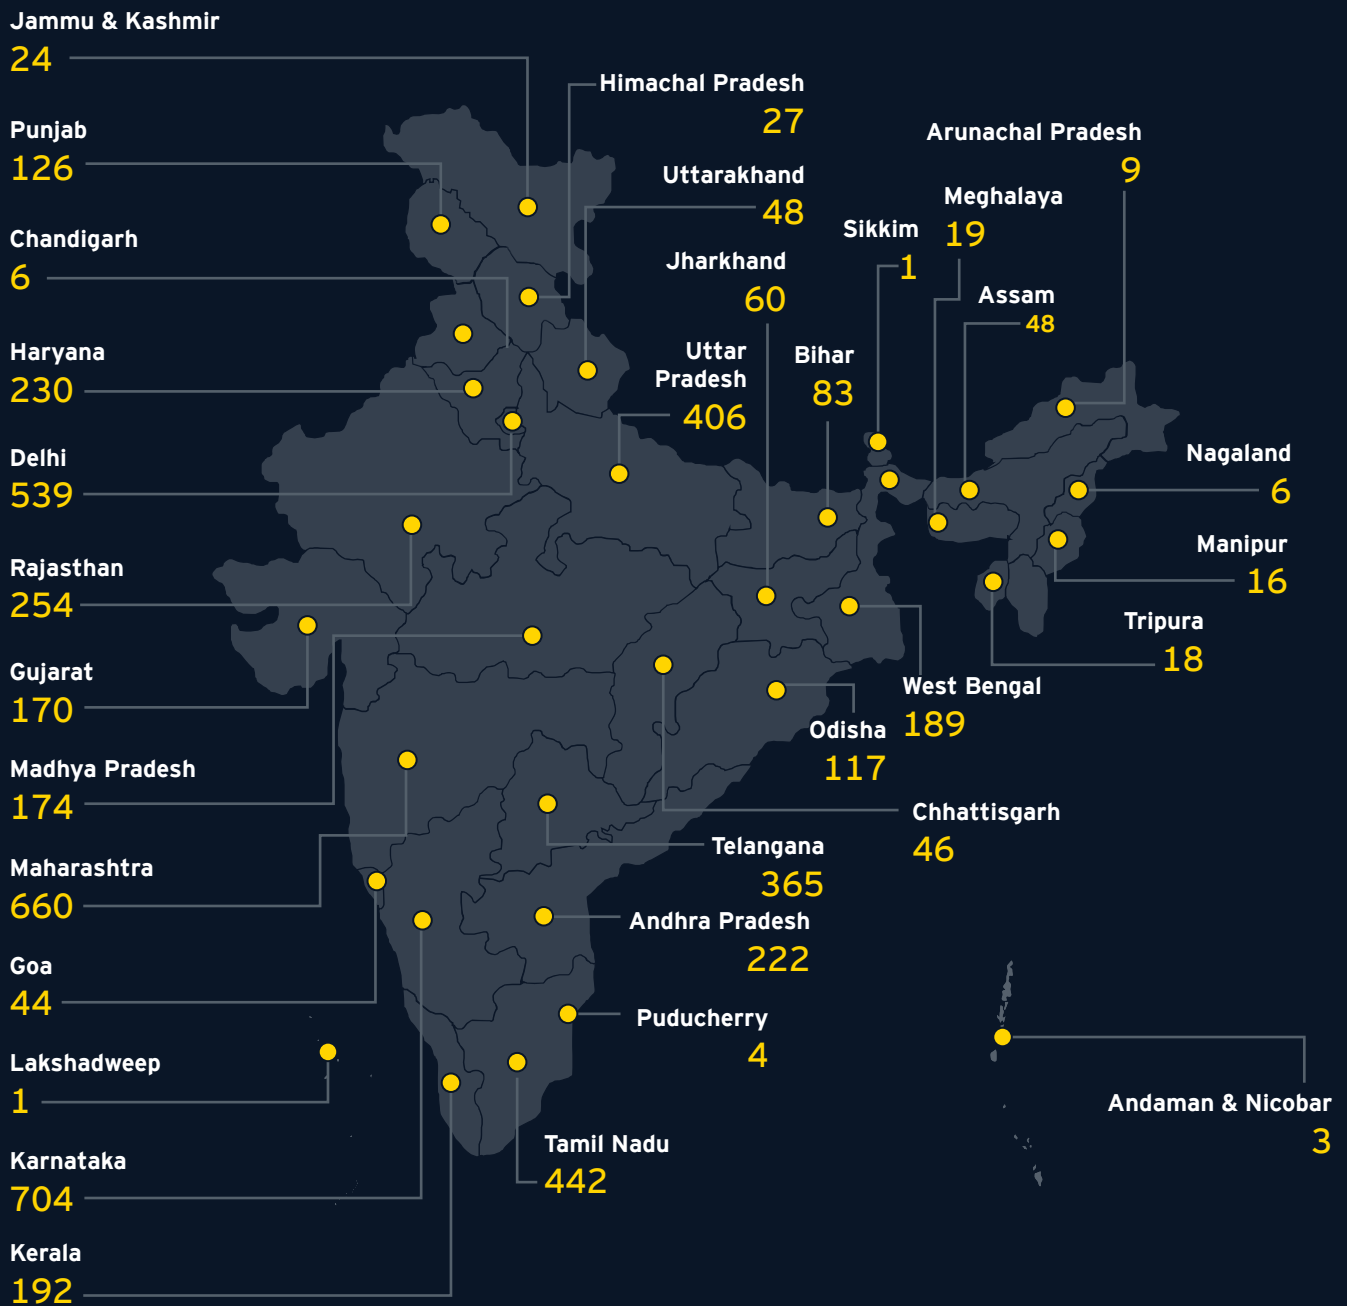 Jammu & Kashmir
24
Himachal Pradesh
27
Punjab
126
Arunachal Pradesh
9
Uttarakhand
48
Meghalaya
19
Sikkim
1
Chandigarh
6
Jharkhand
60
Assam
48
Haryana
230
Uttar
Pradesh
406
Bihar
83
Delhi
539
Nagaland
6
Manipur
16
Rajasthan
254
Tripura
18
Gujarat
170
West Bengal
189
Odisha
117
Madhya Pradesh
174
Chhattisgarh
46
Telangana
365
Maharashtra
660
Andhra Pradesh
222
Goa
44
Puducherry
4
Lakshadweep
1
Andaman & Nicobar
3
Tamil Nadu
442
Karnataka
704
Kerala
192